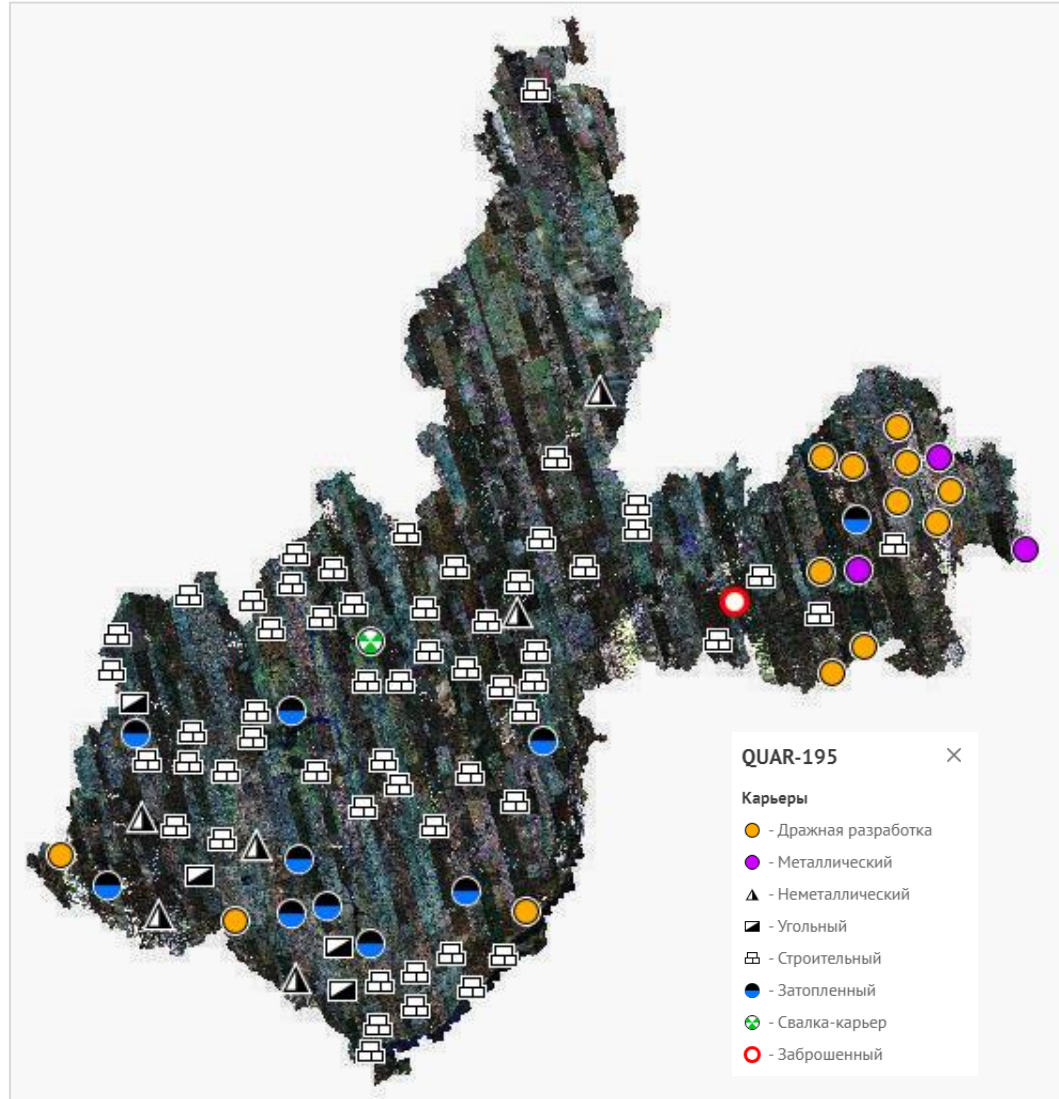 QUAR-195
Карьеры
- Дражная разработка
- Металлический
- Неметаллический
- Угольный
- Строительный
- Затопленный
- Свалка-карьер
- Заброшенный